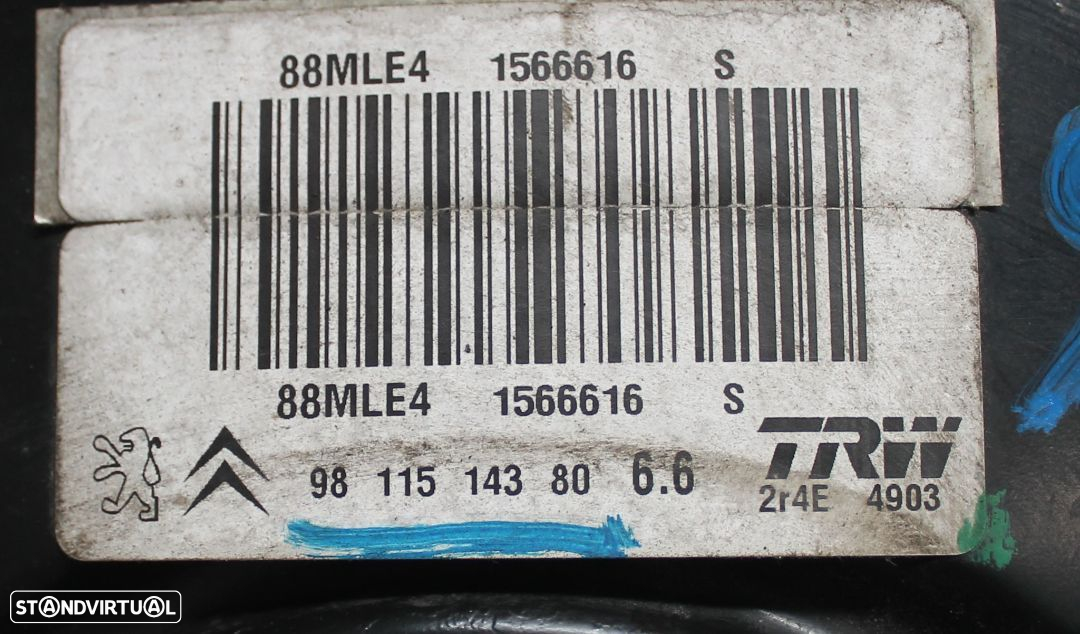 88MLE4 1566616 S
88MLE4 1566616 S
98 115 143 80 6.6
TRW
2r4E 4903
STANDVIRTUAL